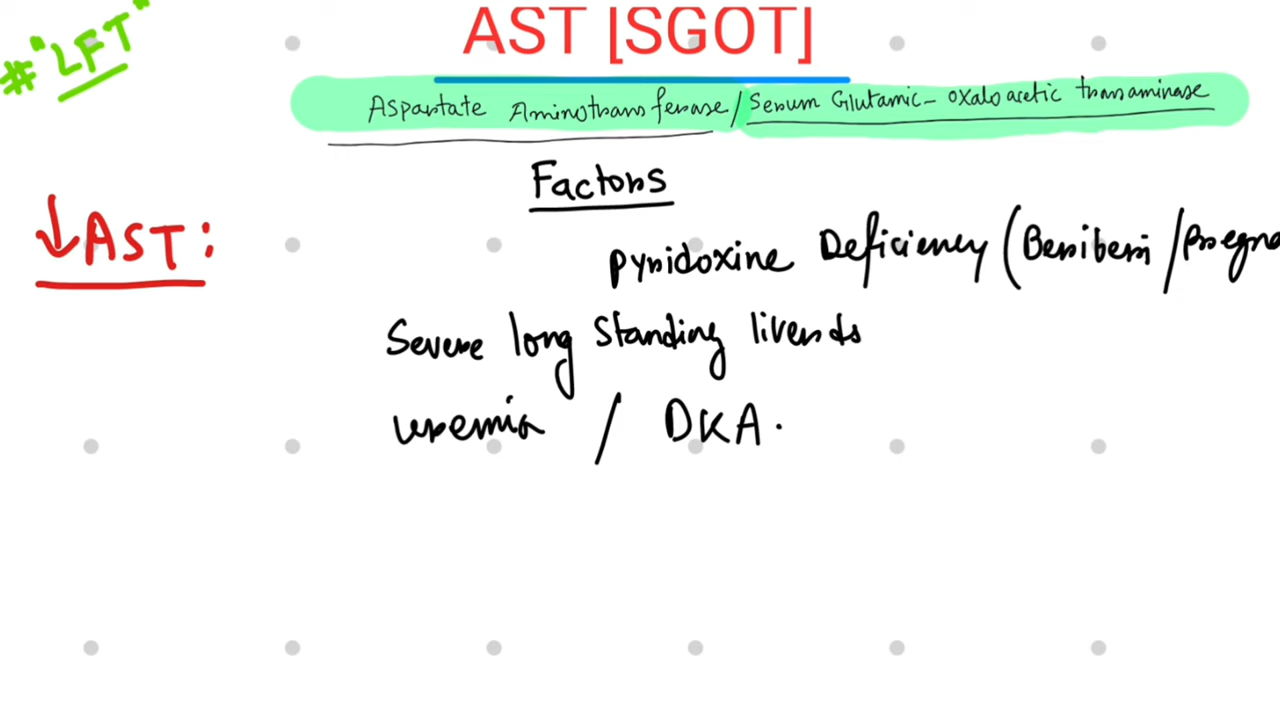 # "LFT"
AST [SGOT]
Aspartate Aminotransferase / Serum Glutamic- oxaloacetic transaminase
Factors
↓AST:
pyridoxine Deficiency (Beriberi / Pregna
Severe long standing liver ds
uremia / DKA.